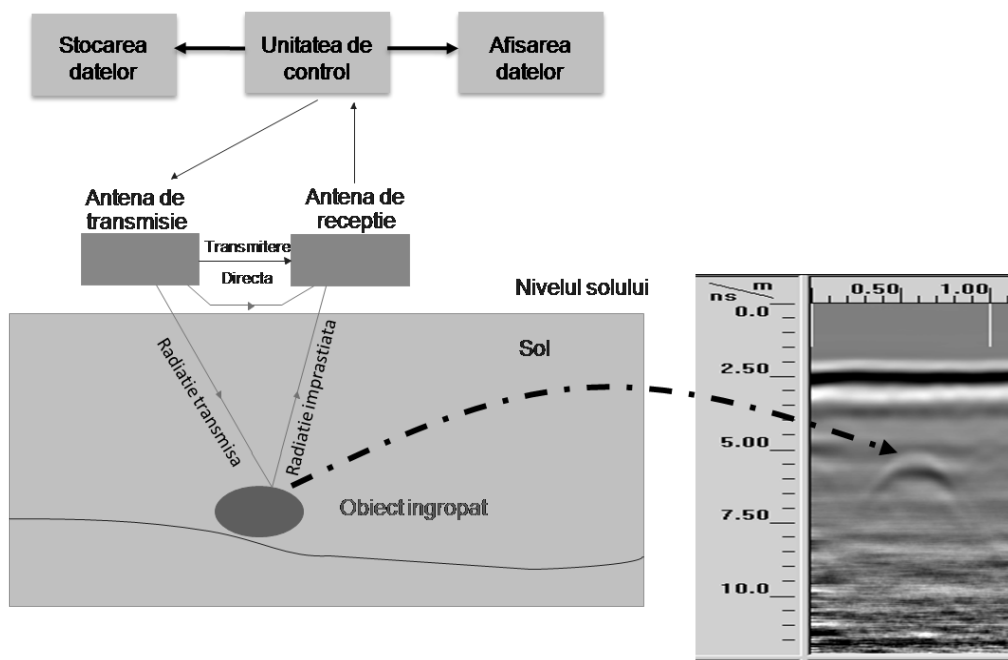 Stocarea
datelor
Unitatea de
control
Afisarea
datelor
Antena de
transmisie
Antena de
receptie
Transmitere
Directa
Nivelul solului
Sol
Radiatie transmisa
Radiatie imprastiata
Obiect ingropat
m
ns
0.50
1.00
0.0
2.50
5.00
7.50
10.0